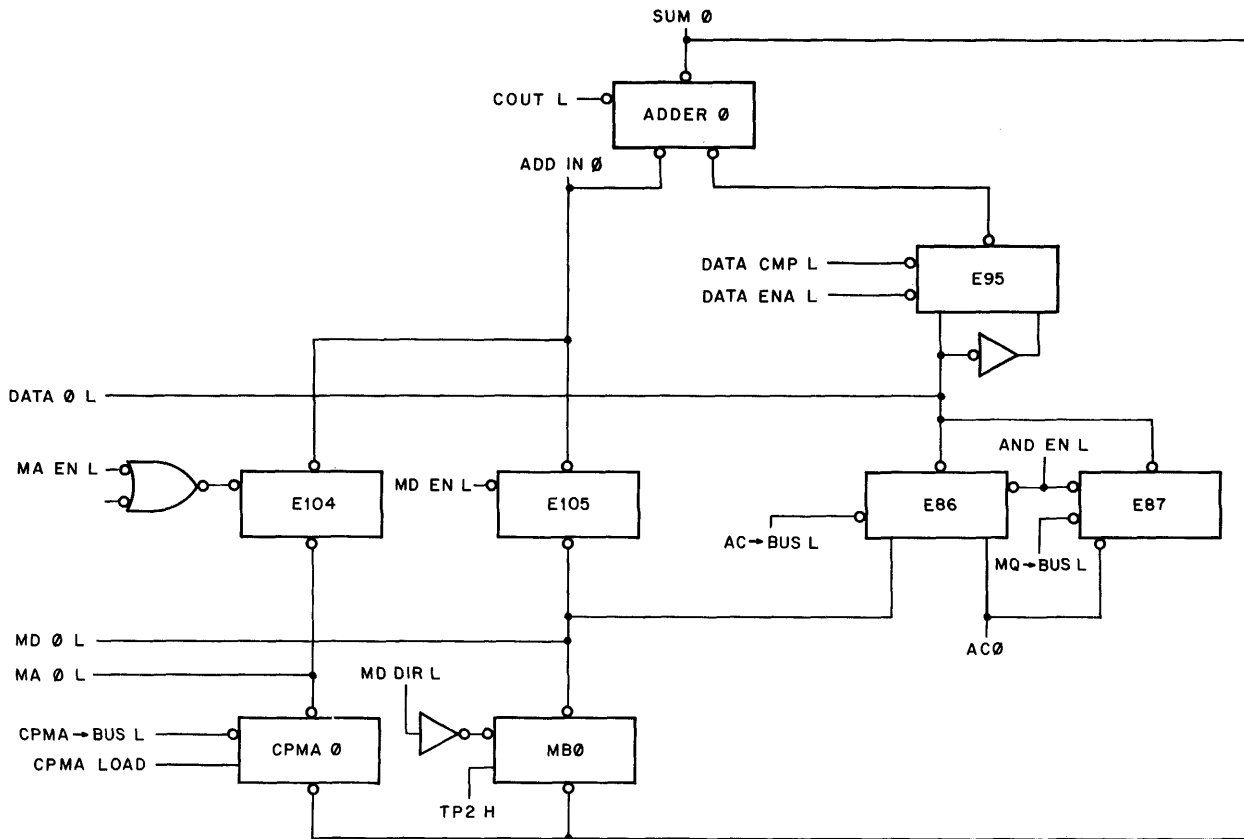 SUM Ø
COUT L
ADDER Ø
ADD IN Ø
DATA CMP L
DATA ENA L
E95
DATA Ø L
MA EN L
E104
MD EN L
E105
AND EN L
E86
E87
AC→BUS L
MQ→BUS L
MD Ø L
MA Ø L
ACØ
MD DIR L
CPMA→BUS L
CPMA LOAD
CPMA Ø
MBØ
TP2 H